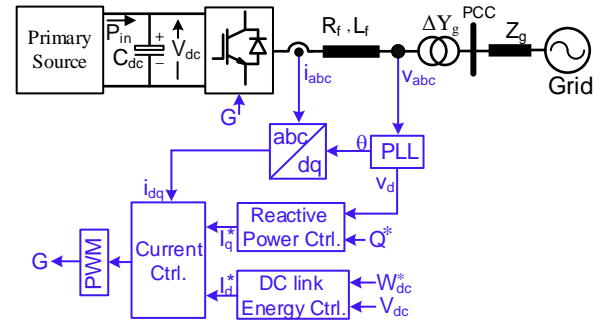 Primary
Source
P_in
C_dc
+
−
V_dc
G
R_f , L_f
i_abc
v_abc
ΔY_g
PCC
Z_g
Grid
abc
dq
θ
PLL
v_d
i_dq
Reactive
Power Ctrl.
I_q^*
Q^*
G
PWM
Current
Ctrl.
I_d^*
DC link
Energy Ctrl.
W_dc^*
V_dc